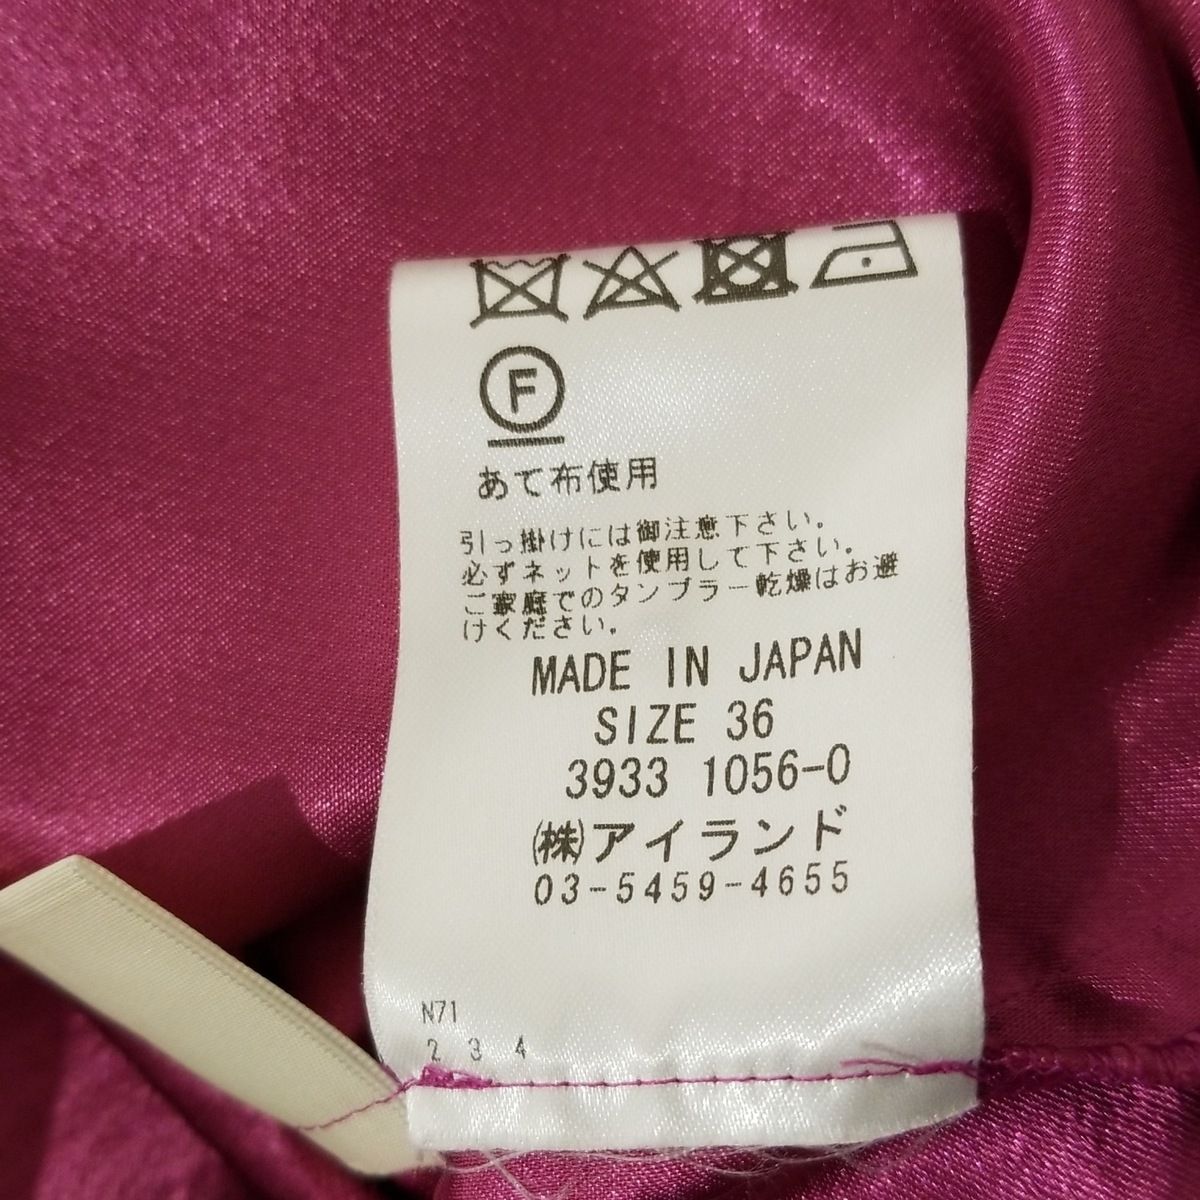 F
あて布使用
引っ掛けには御注意下さい。
必ずネットを使用して下さい。
ご家庭でのタンブラー乾燥はお避
けください。
MADE IN JAPAN
SIZE 36
3933 1056-0
㈱アイランド
03-5459-4655
N71
2 3 4